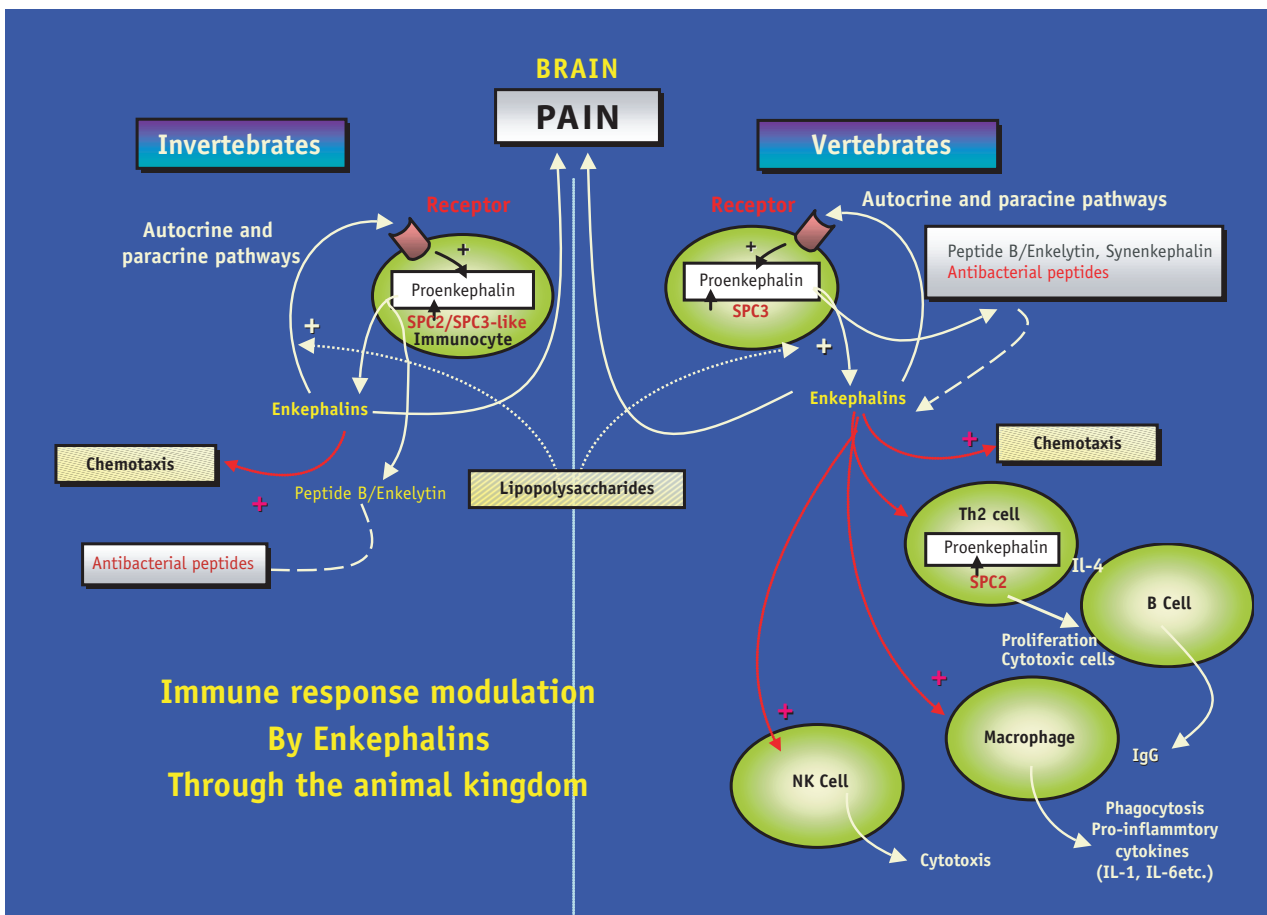 BRAIN
PAIN
Invertebrates
Vertebrates
Receptor
Autocrine and
paracrine pathways
+
Proenkephalin
SPC2/SPC3-like
Immunocyte
+
Enkephalins
Chemotaxis
+
Peptide B/Enkelytin
Antibacterial peptides
Lipopolysaccharides
Receptor
Autocrine and paracine pathways
+
Proenkephalin
SPC3
+
Peptide B/Enkelytin, Synenkephalin
Antibacterial peptides
Enkephalins
+
Chemotaxis
Th2 cell
Proenkephalin
SPC2
Il-4
B Cell
Proliferation
Cytotoxic cells
+
Macrophage
IgG
+
NK Cell
Cytotoxis
Phagocytosis
Pro-inflammtory
cytokines
(IL-1, IL-6etc.)
Immune response modulation
By Enkephalins
Through the animal kingdom